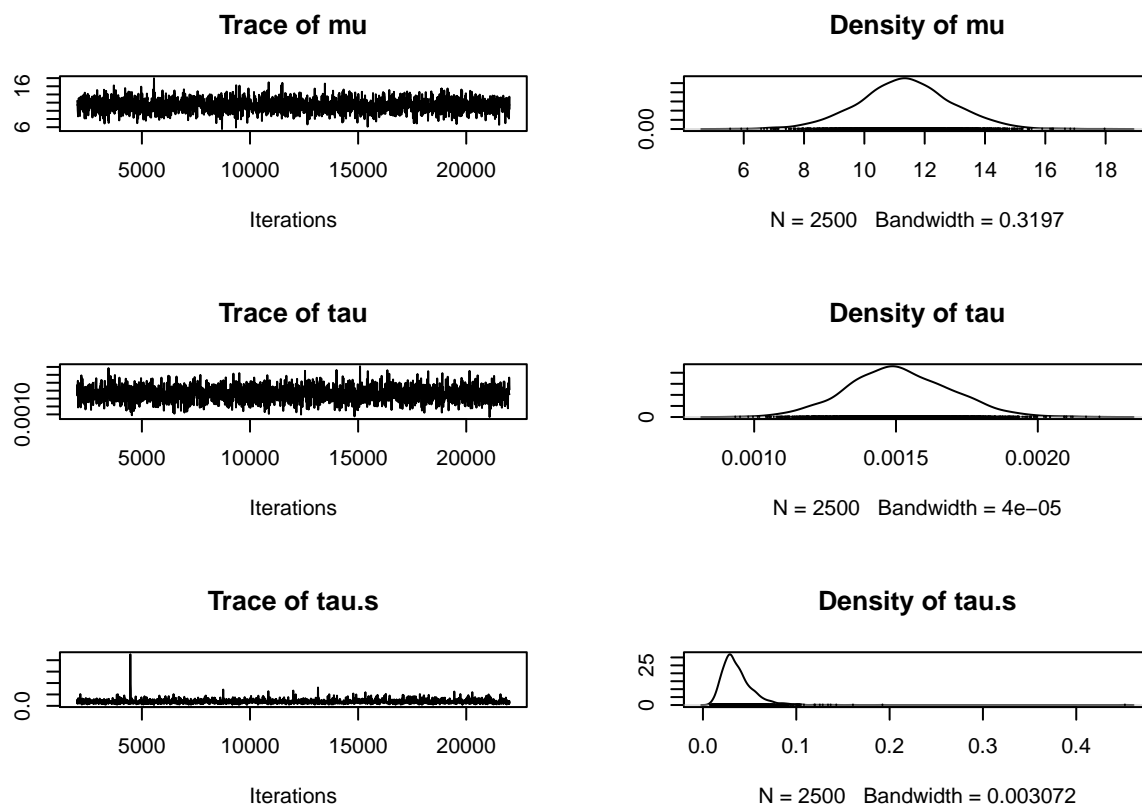 Trace of mu
16
6
5000 10000 15000 20000
Iterations
Density of mu
0.00
6 8 10 12 14 16 18
N = 2500 Bandwidth = 0.3197
Trace of tau
0.0010
5000 10000 15000 20000
Iterations
Density of tau
0
0.0010 0.0015 0.0020
N = 2500 Bandwidth = 4e−05
Trace of tau.s
0.0
5000 10000 15000 20000
Iterations
Density of tau.s
25
0
0.0 0.1 0.2 0.3 0.4
N = 2500 Bandwidth = 0.003072